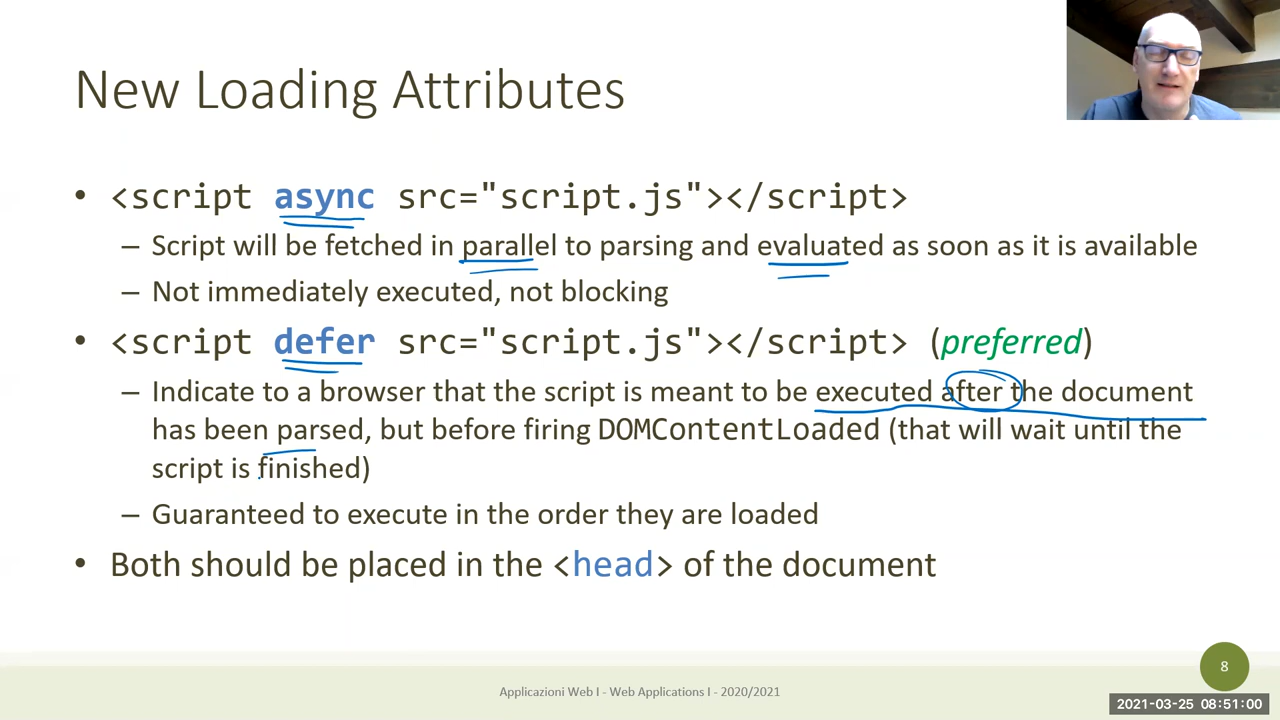 New Loading Attributes
• <script async src="script.js"></script>
– Script will be fetched in parallel to parsing and evaluated as soon as it is available
– Not immediately executed, not blocking
• <script defer src="script.js"></script> (preferred)
– Indicate to a browser that the script is meant to be executed after the document
has been parsed, but before firing DOMContentLoaded (that will wait until the
script is finished)
– Guaranteed to execute in the order they are loaded
• Both should be placed in the <head> of the document
8
Applicazioni Web I - Web Applications I - 2020/2021
2021-03-25 08:51:00